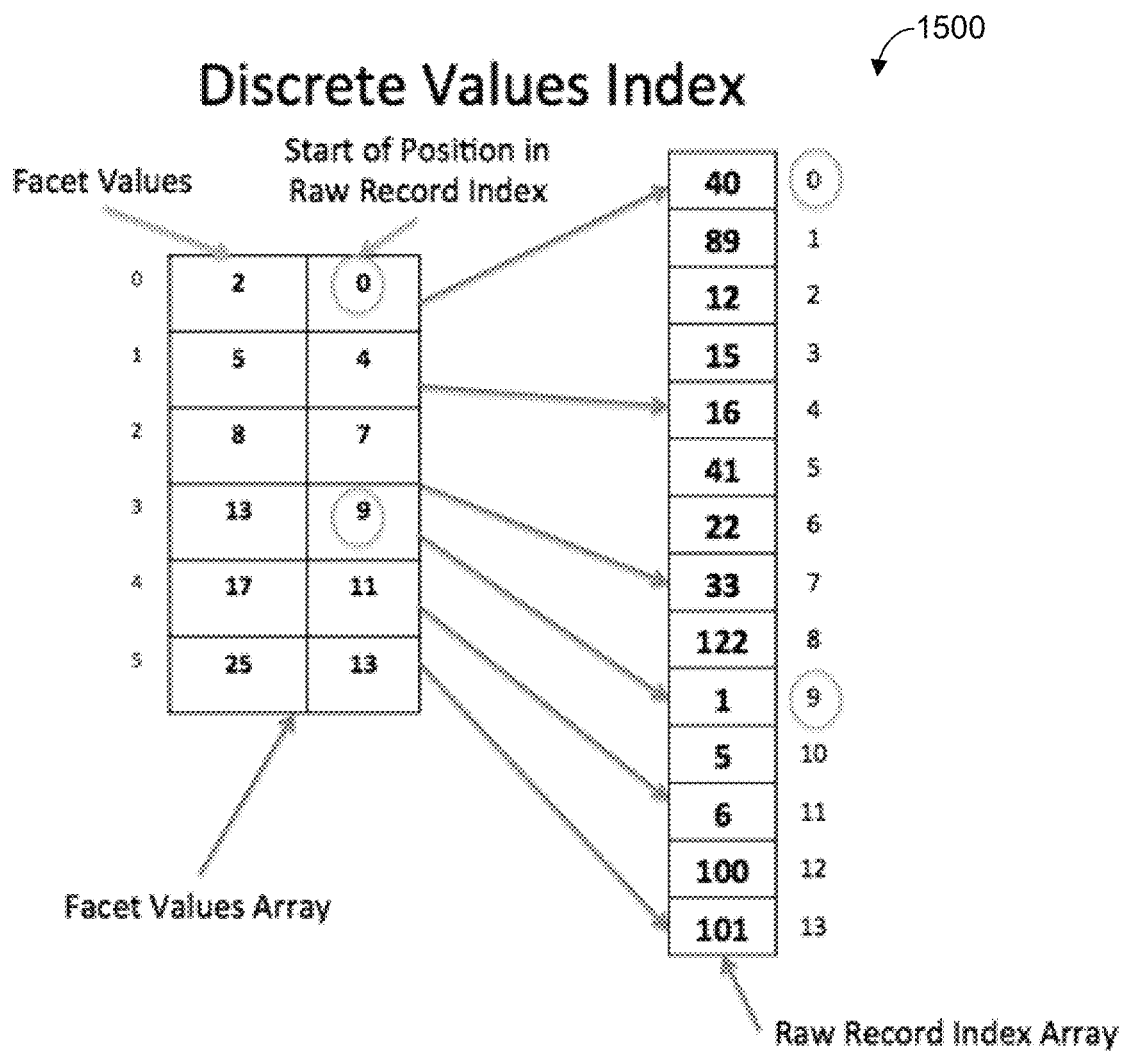 1500
Discrete Values Index
Start of Position in
Raw Record Index
Facet Values
0 2 0
1 5 4
2 8 7
3 13 9
4 17 11
5 25 13
Facet Values Array
40 0
89 1
12 2
15 3
16 4
41 5
22 6
33 7
122 8
1 9
5 10
6 11
100 12
101 13
Raw Record Index Array